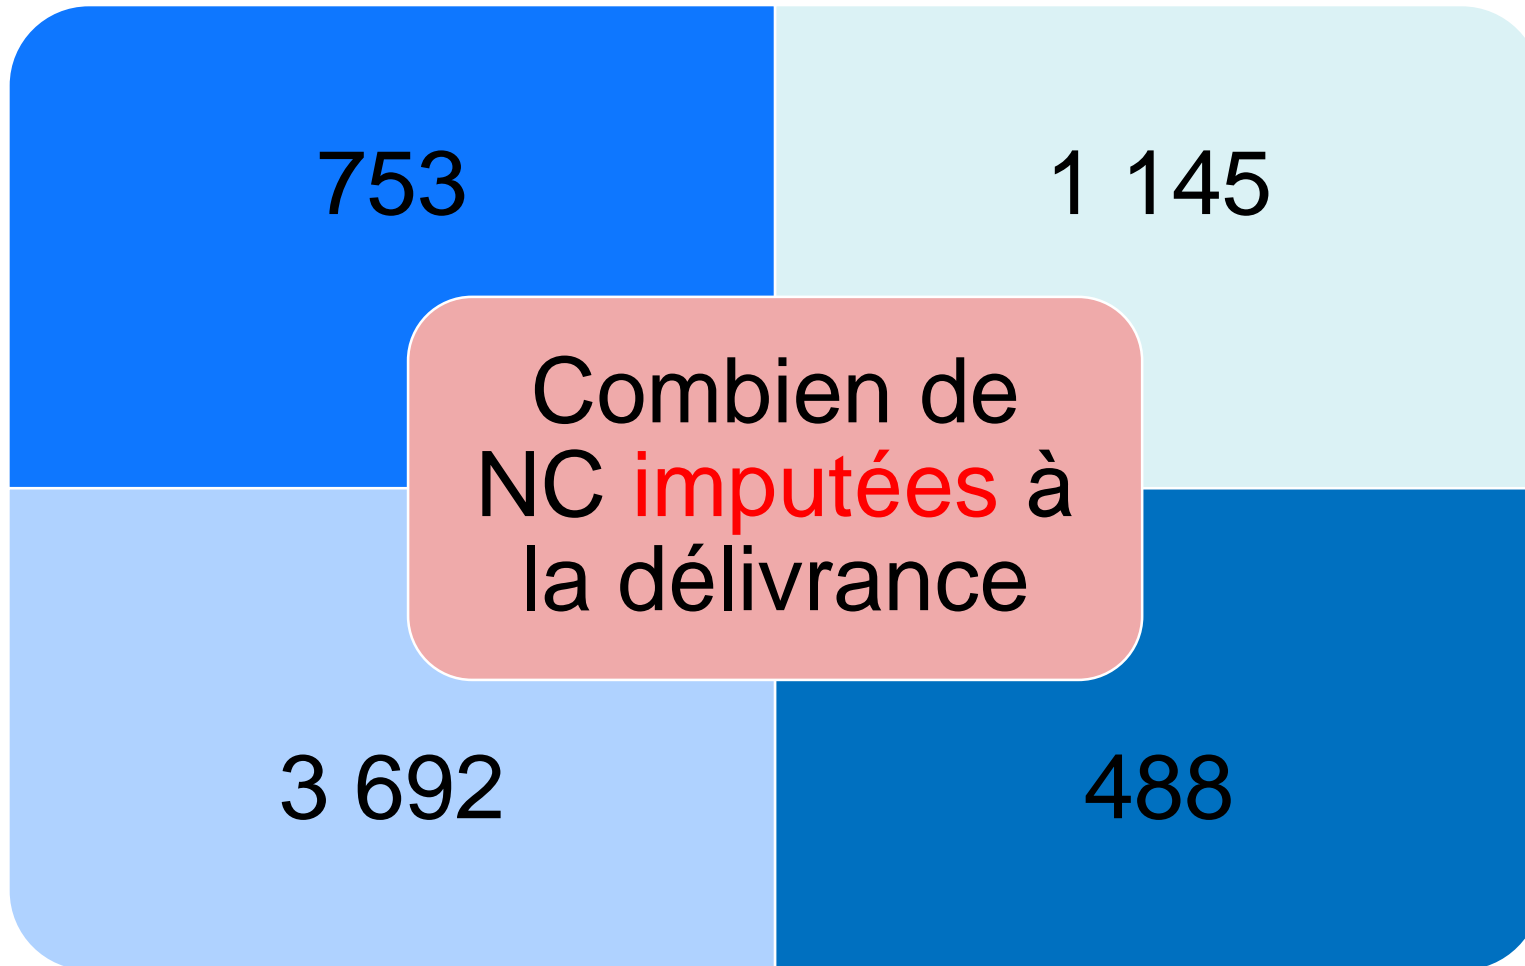 753
1 145
Combien de
NC imputées à
la délivrance
3 692
488